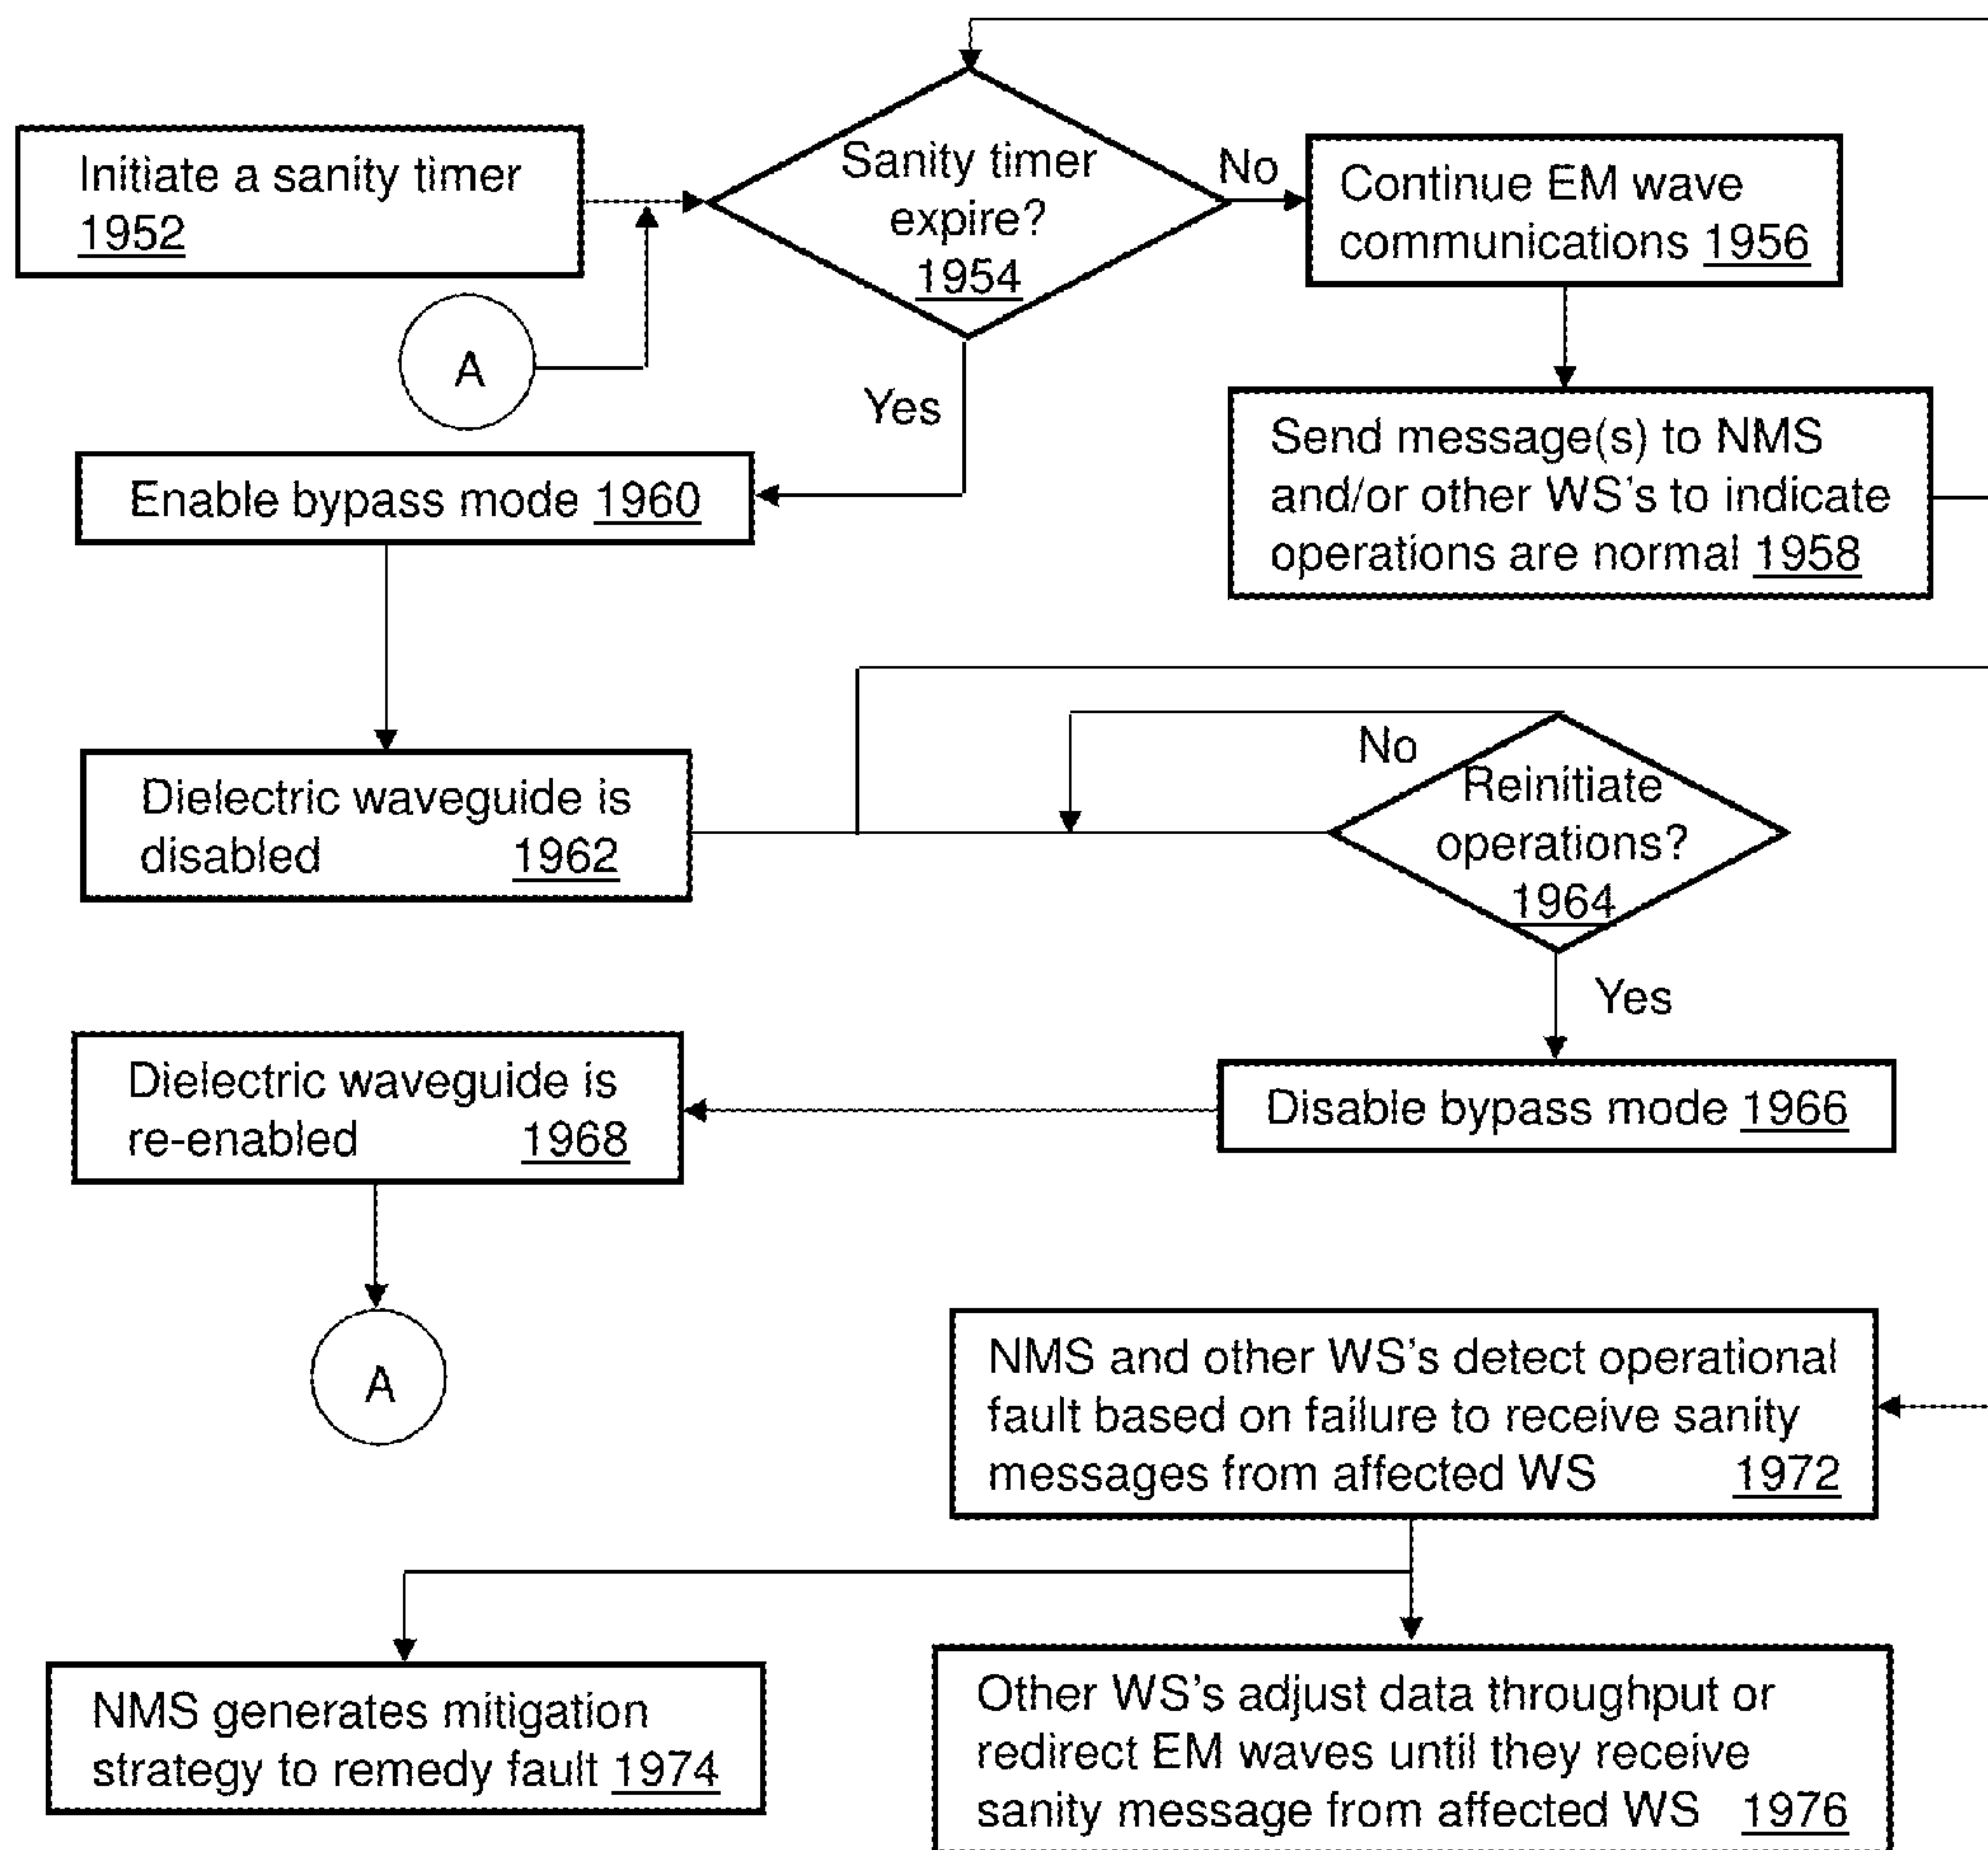 Initiate a sanity timer
1952
Sanity timer
expire?
1954
No
Continue EM wave
communications 1956
A
Yes
Send message(s) to NMS
and/or other WS's to indicate
operations are normal 1958
Enable bypass mode 1960
Dielectric waveguide is
disabled 1962
No
Reinitiate
operations?
1964
Yes
Dielectric waveguide is
re-enabled 1968
Disable bypass mode 1966
A
NMS and other WS's detect operational
fault based on failure to receive sanity
messages from affected WS 1972
NMS generates mitigation
strategy to remedy fault 1974
Other WS's adjust data throughput or
redirect EM waves until they receive
sanity message from affected WS 1976